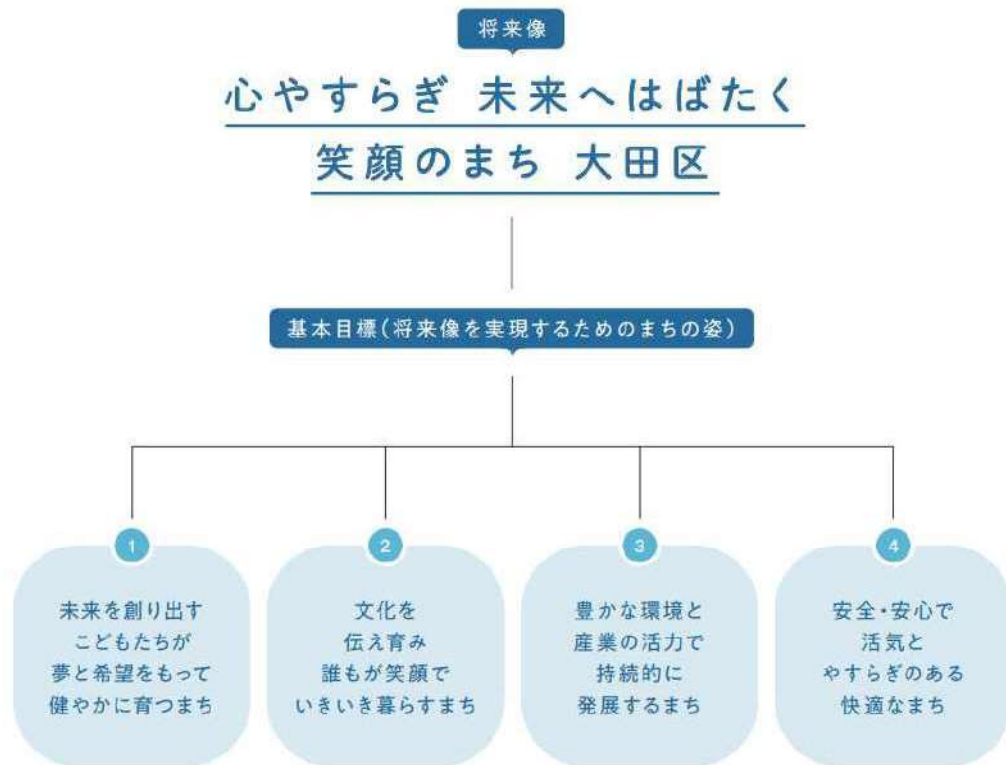 将来像
心やすらぎ 未来へはばたく
笑顔のまち 大田区
基本目標(将来像を実現するためのまちの姿)
1
未来を創り出す
こどもたちが
夢と希望をもって
健やかに育つまち
2
文化を
伝え育み
誰もが笑顔で
いきいき暮らすまち
3
豊かな環境と
産業の活力で
持続的に
発展するまち
4
安全・安心で
活気と
やすらぎのある
快適なまち